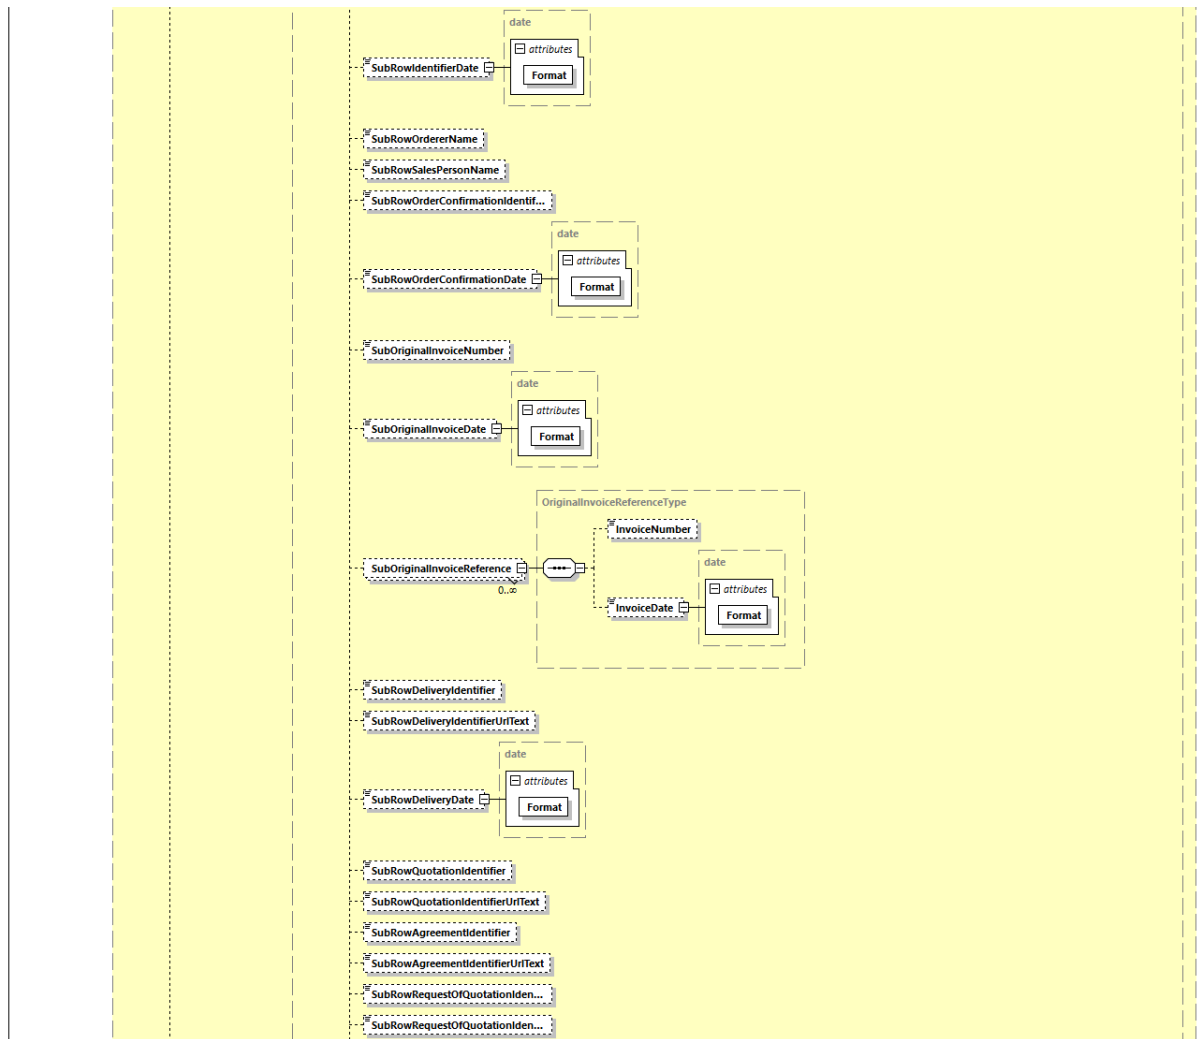 date
attributes
SubRowIdentifierDate
Format
SubRowOrdererName
SubRowSalesPersonName
SubRowOrderConfirmationIdentif...
date
attributes
SubRowOrderConfirmationDate
Format
SubOriginalInvoiceNumber
date
attributes
SubOriginalInvoiceDate
Format
OriginalInvoiceReferenceType
InvoiceNumber
date
SubOriginalInvoiceReference
0..∞
attributes
InvoiceDate
Format
SubRowDeliveryIdentifier
SubRowDeliveryIdentifierUrlText
date
attributes
SubRowDeliveryDate
Format
SubRowQuotationIdentifier
SubRowQuotationIdentifierUrlText
SubRowAgreementIdentifier
SubRowAgreementIdentifierUrlText
SubRowRequestOfQuotationIden...
SubRowRequestOfQuotationIden...